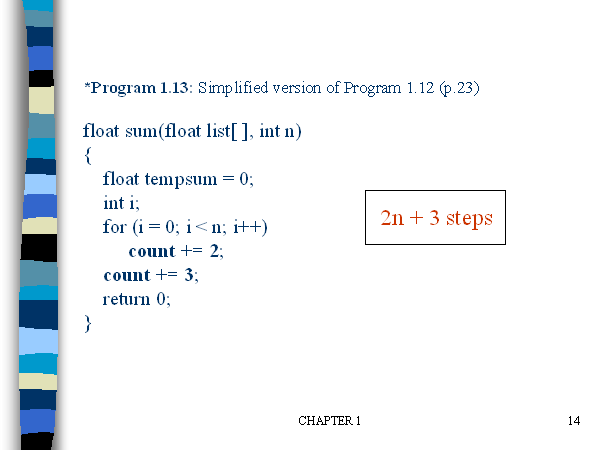 *Program 1.13: Simplified version of Program 1.12 (p.23)
float sum(float list[ ], int n)
{
float tempsum = 0;
int i;
for (i = 0; i < n; i++)
count += 2;
count += 3;
return 0;
}
2n + 3 steps
CHAPTER 1
14